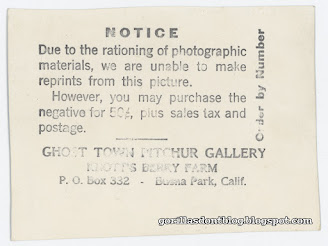 NOTICE
Due to the rationing of photographic
materials, we are unable to make
reprints from this picture.
However, you may purchase the
negative for 50¢, plus sales tax and
postage.
GHOST TOWN PITCHUR GALLERY
KNOTT'S BERRY FARM
P. O. Box 332 - Buena Park, Calif.
Order by Number
gorillasdontblog.blogspot.com